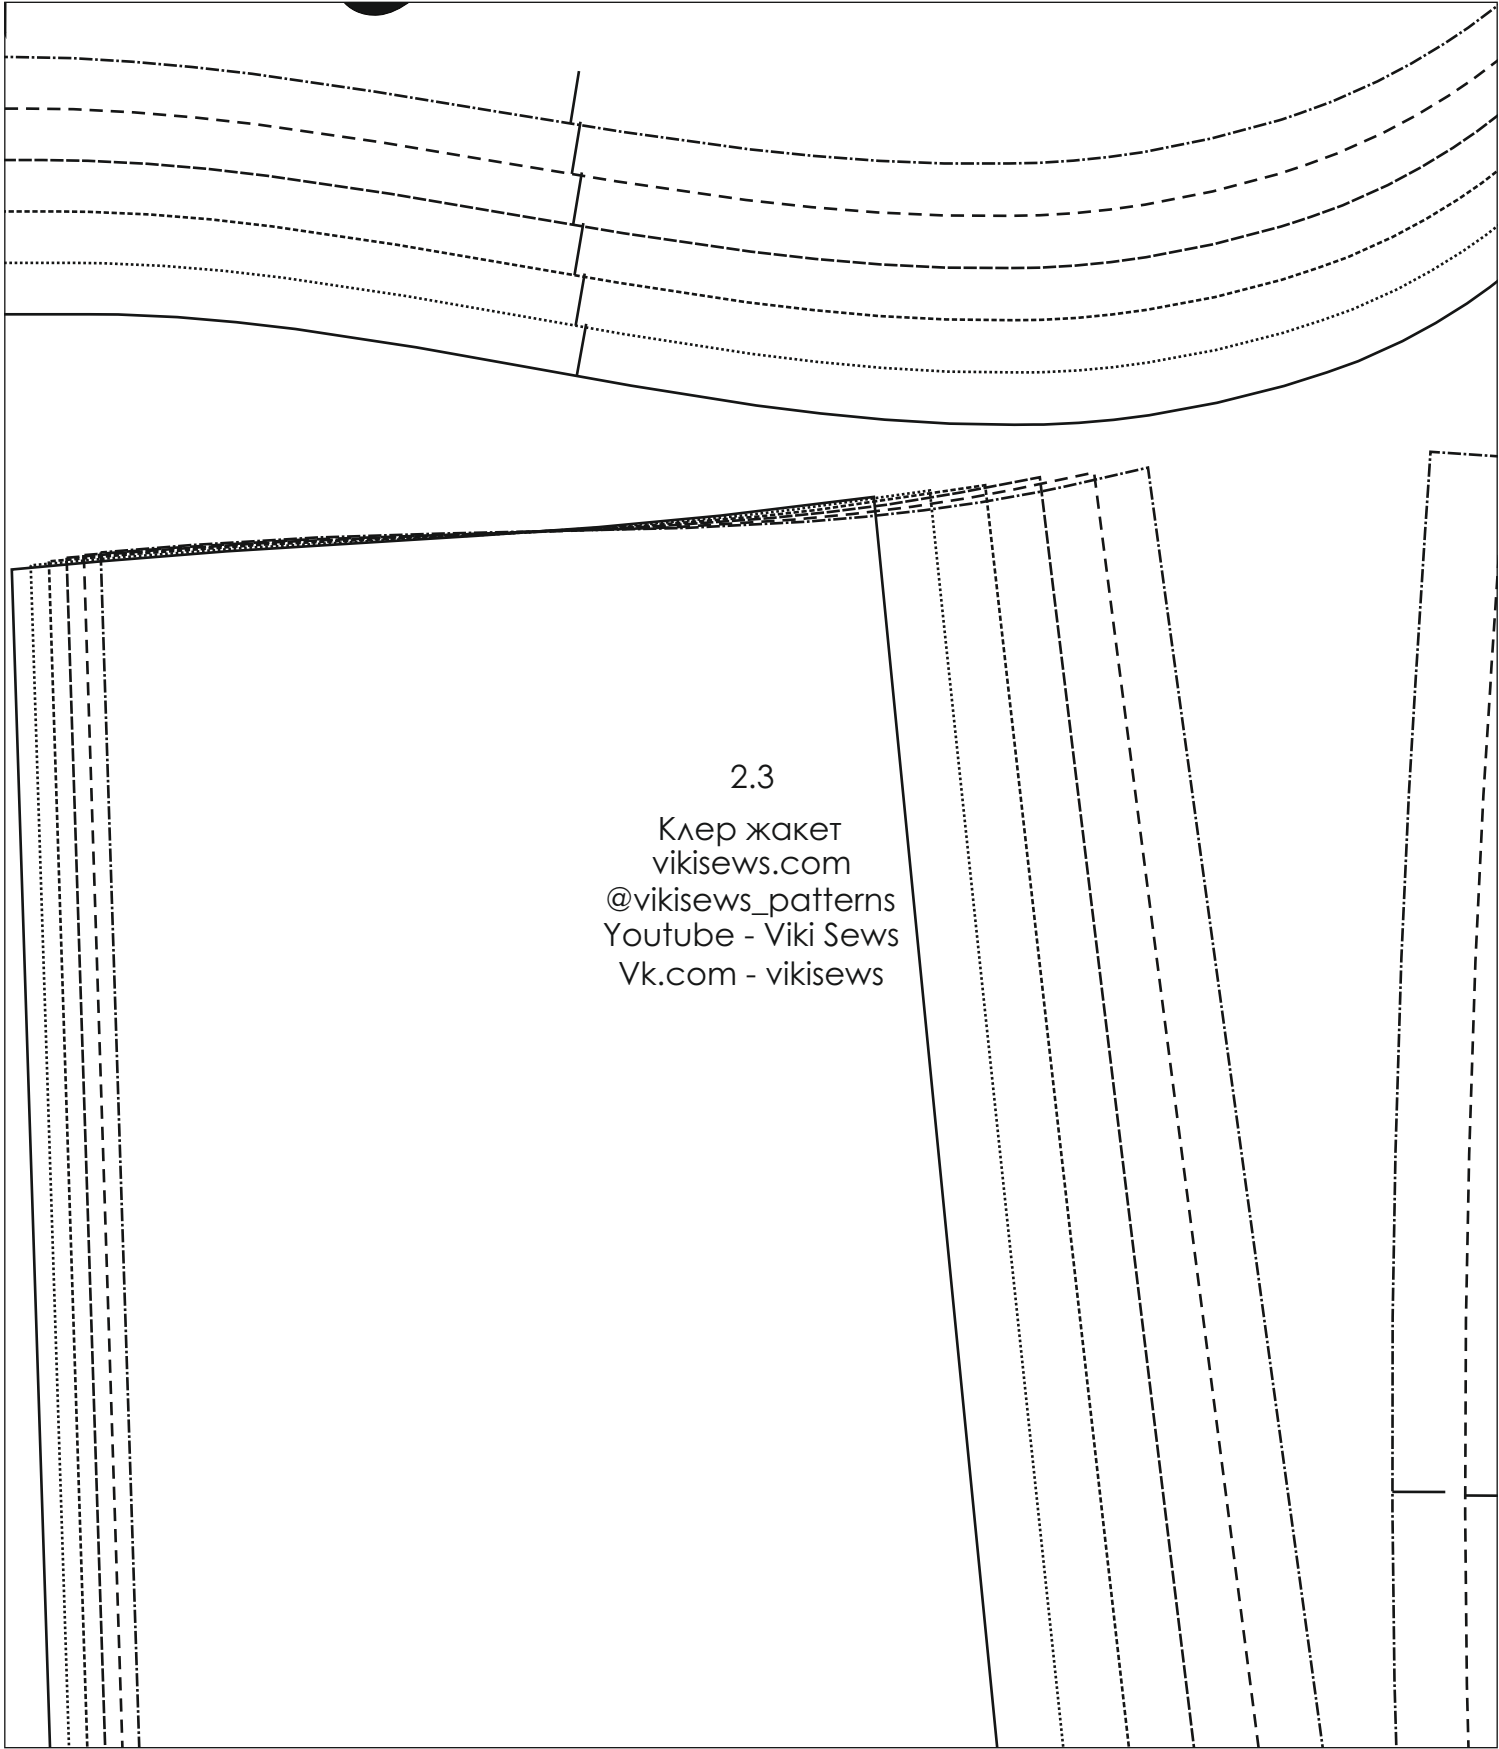 2.3
Клер жакет
vikisews.com
@vikisews_patterns
Youtube - Viki Sews
Vk.com - vikisews